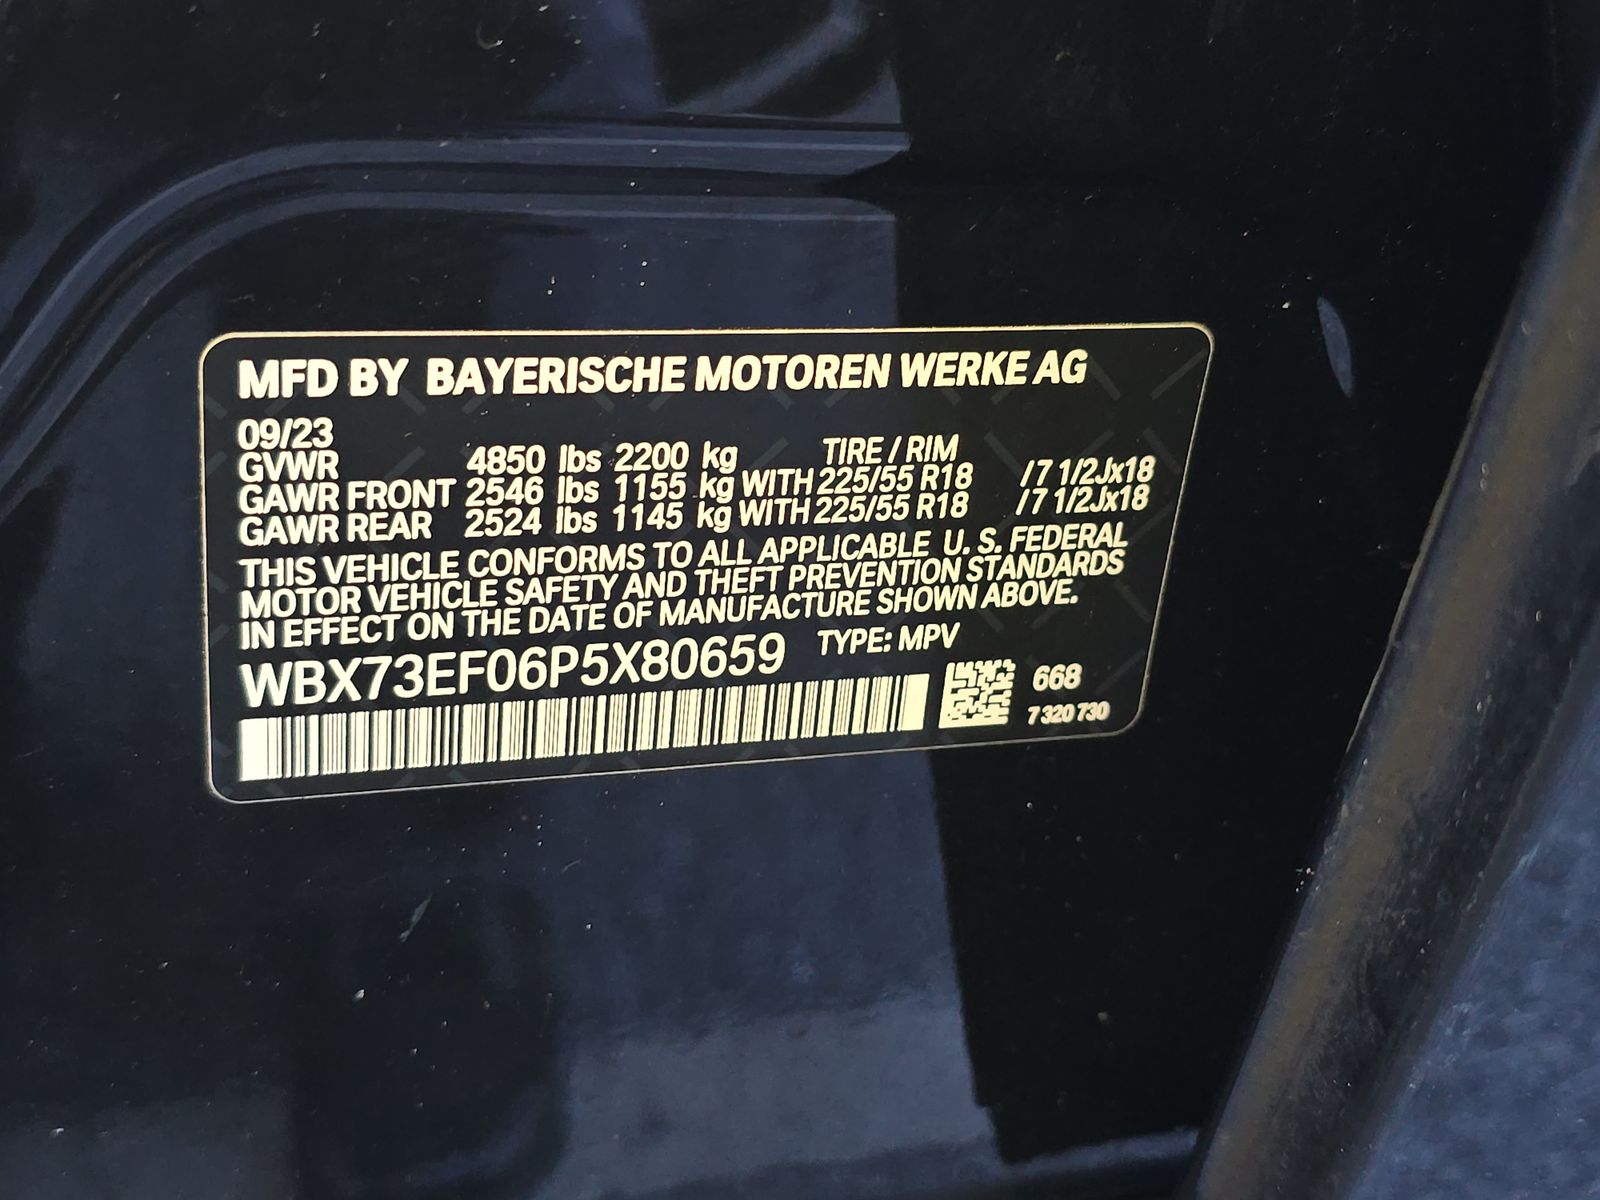 MFD BY BAYERISCHE MOTOREN WERKE AG
09/23
GVWR 4850 lbs 2200 kg TIRE / RIM
GAWR FRONT 2546 lbs 1155 kg WITH 225/55 R18 /7 1/2Jx18
GAWR REAR 2524 lbs 1145 kg WITH 225/55 R18 /7 1/2Jx18
THIS VEHICLE CONFORMS TO ALL APPLICABLE U. S. FEDERAL
MOTOR VEHICLE SAFETY AND THEFT PREVENTION STANDARDS
IN EFFECT ON THE DATE OF MANUFACTURE SHOWN ABOVE.
WBX73EF06P5X80659 TYPE: MPV
668
7 320 730